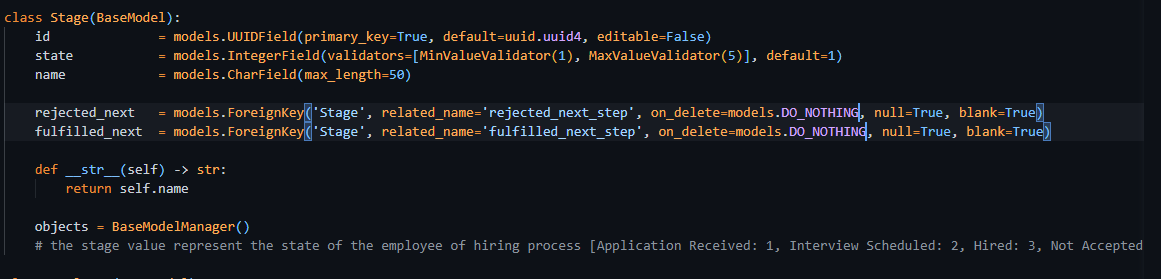 class Stage(BaseModel):
    id              = models.UUIDField(primary_key=True, default=uuid.uuid4, editable=False)
    state           = models.IntegerField(validators=[MinValueValidator(1), MaxValueValidator(5)], default=1)
    name            = models.CharField(max_length=50)

    rejected_next   = models.ForeignKey('Stage', related_name='rejected_next_step', on_delete=models.DO_NOTHING, null=True, blank=True)
    fulfilled_next  = models.ForeignKey('Stage', related_name='fulfilled_next_step', on_delete=models.DO_NOTHING, null=True, blank=True)

    def __str__(self) -> str:
        return self.name

    objects = BaseModelManager()
    # the stage value represent the state of the employee of hiring process [Application Received: 1, Interview Scheduled: 2, Hired: 3, Not Accepted